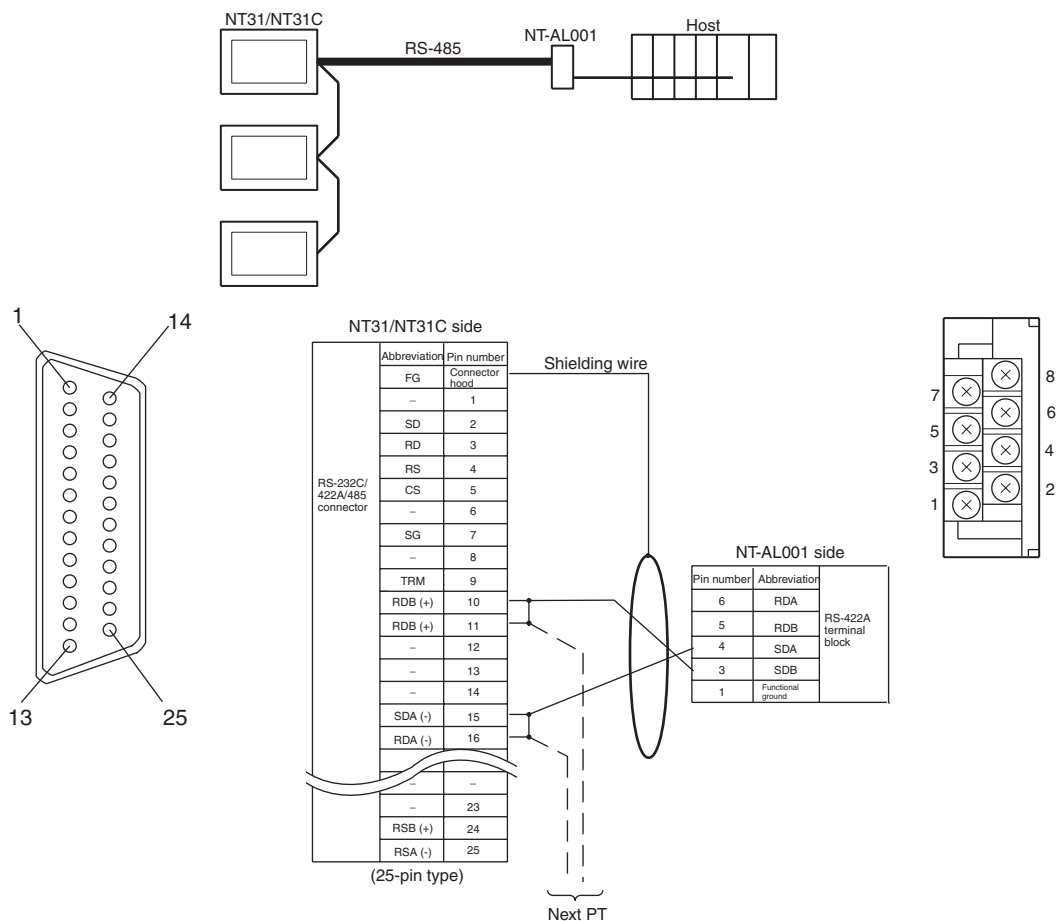 NT31/NT31C
RS-485
NT-AL001
Host
1
14
13
25
NT31/NT31C side
Abbreviation Pin number
FG Connector hood
– 1
SD 2
RD 3
RS 4
CS 5
– 6
SG 7
– 8
TRM 9
RDB (+) 10
RDB (+) 11
– 12
– 13
– 14
SDA (-) 15
RDA (-) 16
– –
– 23
RSB (+) 24
RSA (-) 25
RS-232C/
422A/485
connector
(25-pin type)
Shielding wire
Next PT
NT-AL001 side
Pin number Abbreviation
6 RDA
5 RDB
4 SDA
3 SDB
1 Functional ground
RS-422A
terminal
block
8
7
6
5
4
3
2
1